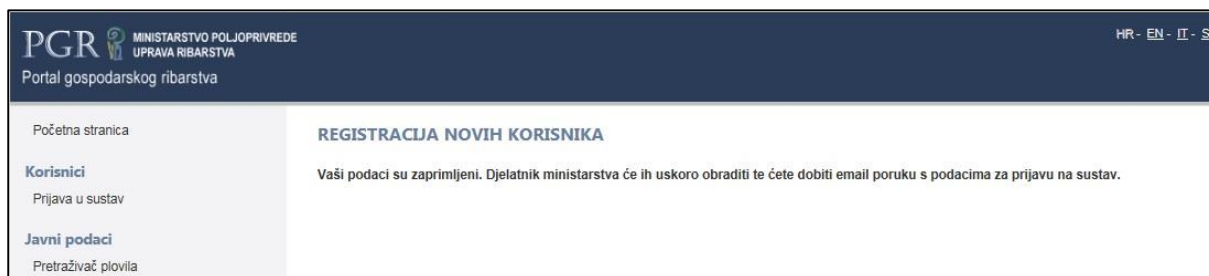 PGR MINISTARSTVO POLJOPRIVREDE
UPRAVA RIBARSTVA
Portal gospodarskog ribarstva
HR - EN - IT - S
Početna stranica
Korisnici
Prijava u sustav
Javni podaci
Pretraživač plovila
REGISTRACIJA NOVIH KORISNIKA
Vaši podaci su zaprimljeni. Djelatnik ministarstva će ih uskoro obraditi te ćete dobiti email poruku s podacima za prijavu na sustav.